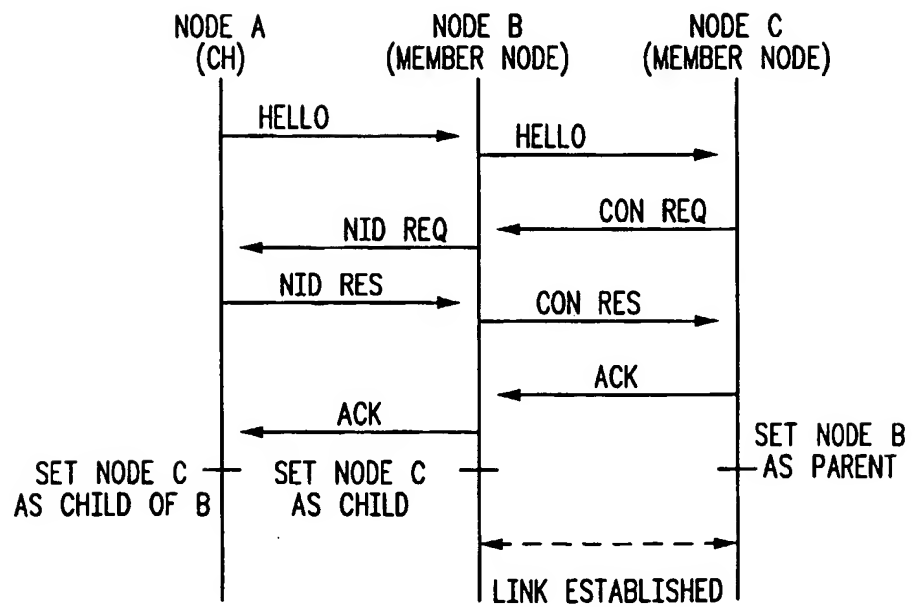 NODE A
(CH)
NODE B
(MEMBER NODE)
NODE C
(MEMBER NODE)
HELLO
HELLO
CON REQ
NID REQ
NID RES
CON RES
ACK
ACK
SET NODE C
AS CHILD OF B
SET NODE C
AS CHILD
SET NODE B
AS PARENT
LINK ESTABLISHED